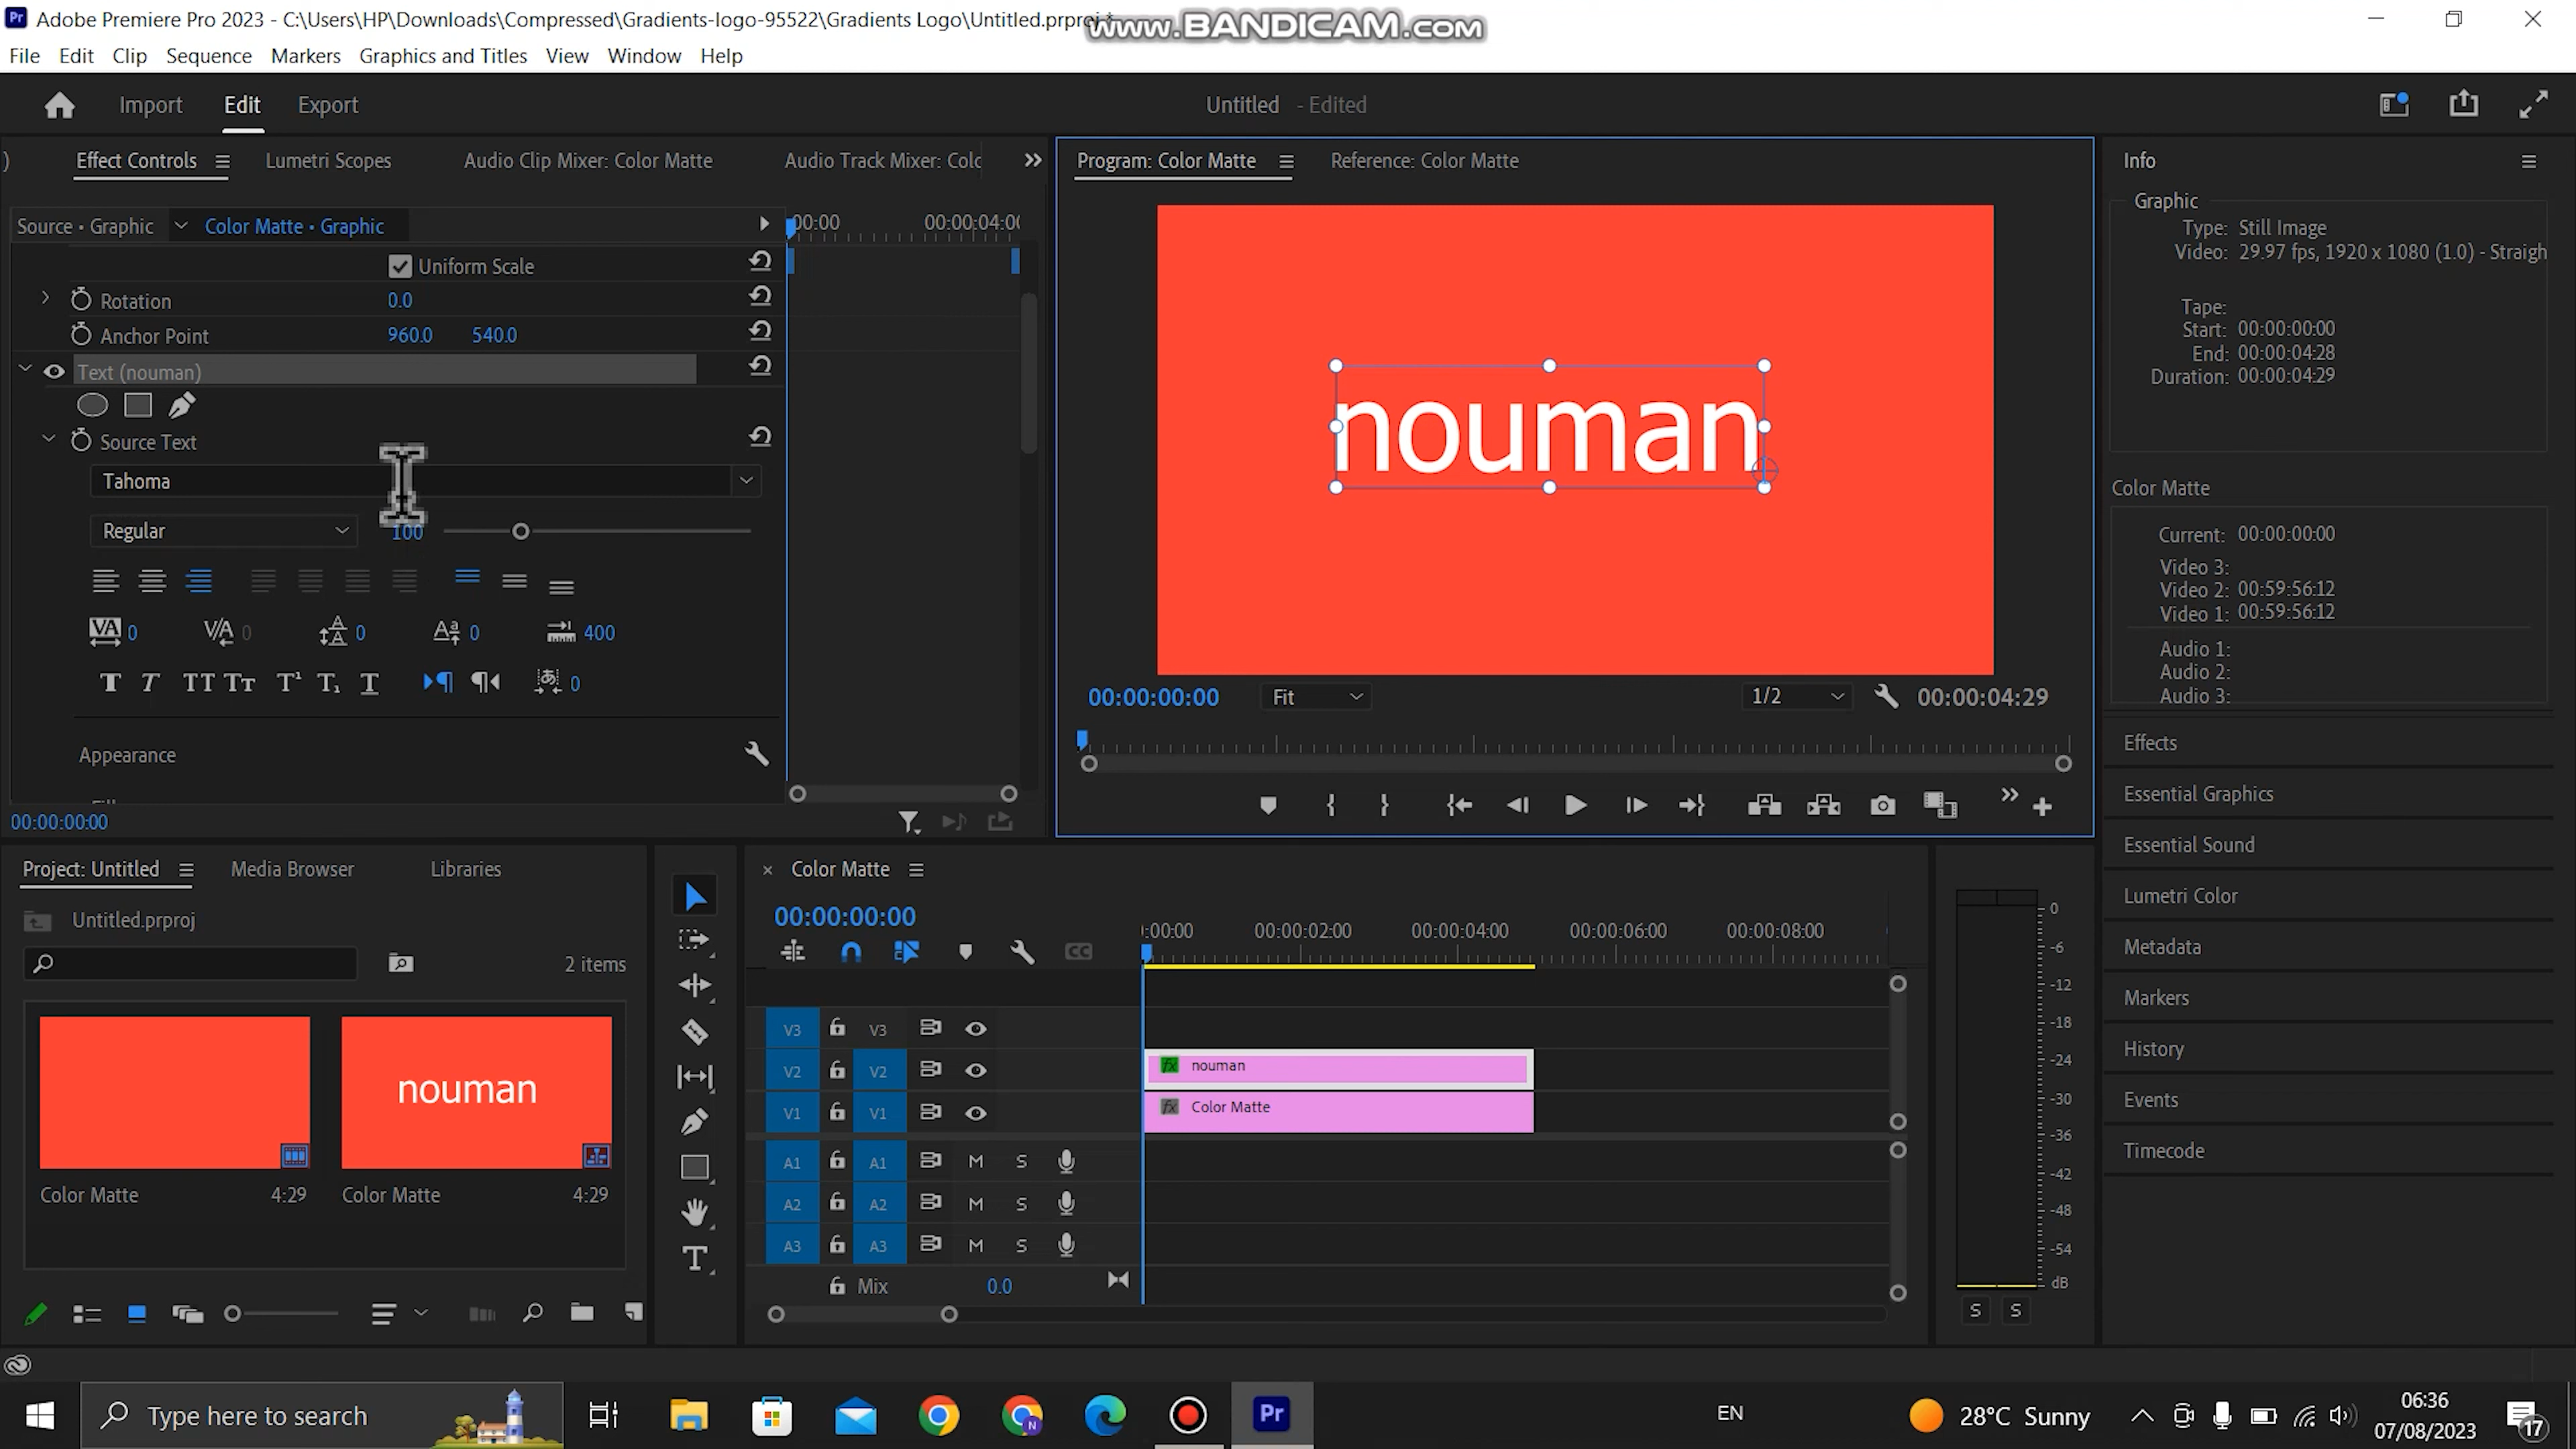 Adobe Premiere Pro 2023 - C:\Users\HP\Downloads\Compressed\Gradients-logo-95522\Gradients Logo\Untitled.prproj *
www.BANDICAM.com
File Edit Clip Sequence Markers Graphics and Titles View Window Help
Import Edit Export
Untitled - Edited
Effect Controls Lumetri Scopes Audio Clip Mixer: Color Matte Audio Track Mixer: Colo
Source • Graphic Color Matte • Graphic
00:00 00:00:04:00
Uniform Scale
Rotation 0.0
Anchor Point 960.0 540.0
Text (nouman)
Source Text
Tahoma
Regular 100
0 0 0 0 400
0
Appearance
00:00:00:00
Program: Color Matte Reference: Color Matte
nouman
00:00:00:00 Fit 1/2 00:00:04:29
Info
Graphic
Type: Still Image
Video: 29.97 fps, 1920 x 1080 (1.0) - Straigh
Tape:
Start: 00:00:00:00
End: 00:00:04:28
Duration: 00:00:04:29
Color Matte
Current: 00:00:00:00
Video 3:
Video 2: 00:59:56:12
Video 1: 00:59:56:12
Audio 1:
Audio 2:
Audio 3:
Effects
Essential Graphics
Essential Sound
Lumetri Color
Metadata
Markers
History
Events
Timecode
Project: Untitled Media Browser Libraries
Untitled.prproj
2 items
nouman
Color Matte 4:29 Color Matte 4:29
Color Matte
00:00:00:00
:00:00 00:00:02:00 00:00:04:00 00:00:06:00 00:00:08:00
CC
V3 V3
V2 V2 fx nouman
V1 V1 fx Color Matte
A1 A1 M S
A2 A2 M S
A3 A3 M S
Mix 0.0
0
-6
-12
-18
-24
-30
-36
-42
-48
-54
dB
S S
Type here to search
Pr
EN
28°C Sunny
06:36
07/08/2023
17